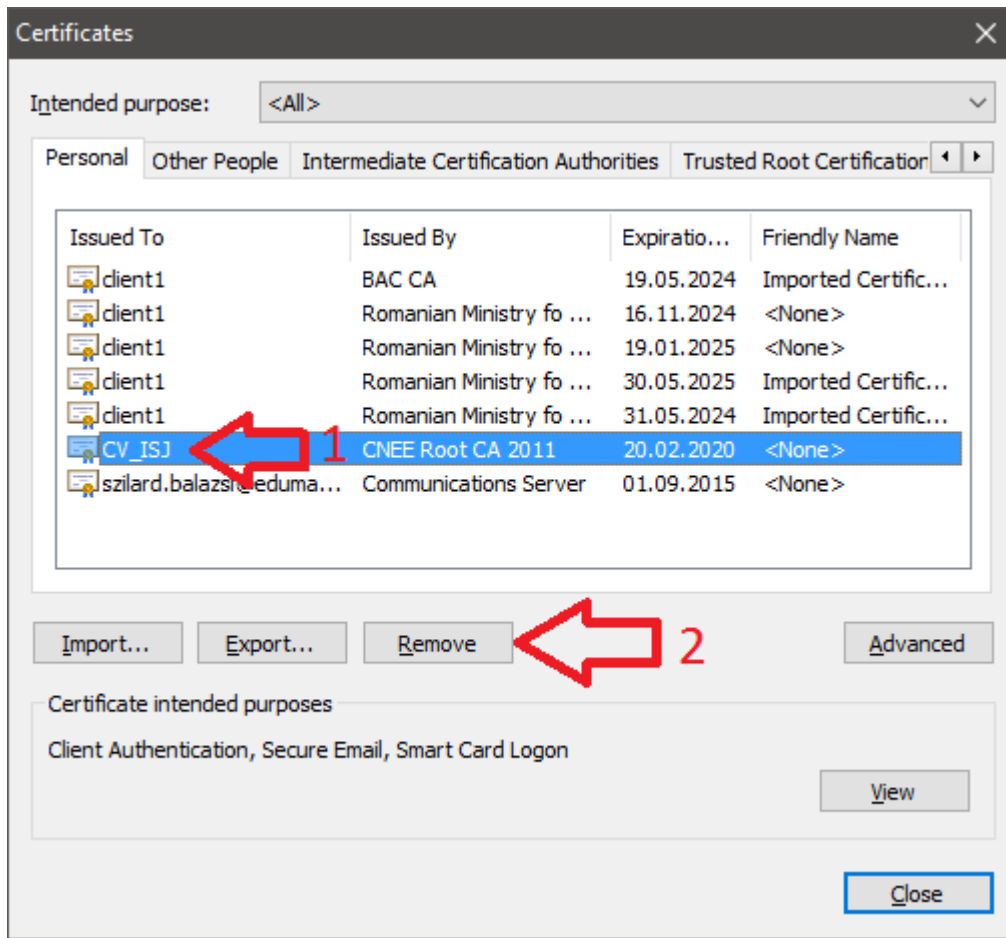 Certificates
Intended purpose: <All>
Personal Other People Intermediate Certification Authorities Trusted Root Certification
Issued To Issued By Expiratio... Friendly Name
client1 BAC CA 19.05.2024 Imported Certific...
client1 Romanian Ministry fo ... 16.11.2024 <None>
client1 Romanian Ministry fo ... 19.01.2025 <None>
client1 Romanian Ministry fo ... 30.05.2025 Imported Certific...
client1 Romanian Ministry fo ... 31.05.2024 Imported Certific...
CV_ISJ 1 CNEE Root CA 2011 20.02.2020 <None>
szilard.balazsi@eduma... Communications Server 01.09.2015 <None>
Import... Export... Remove 2 Advanced
Certificate intended purposes
Client Authentication, Secure Email, Smart Card Logon
View
Close